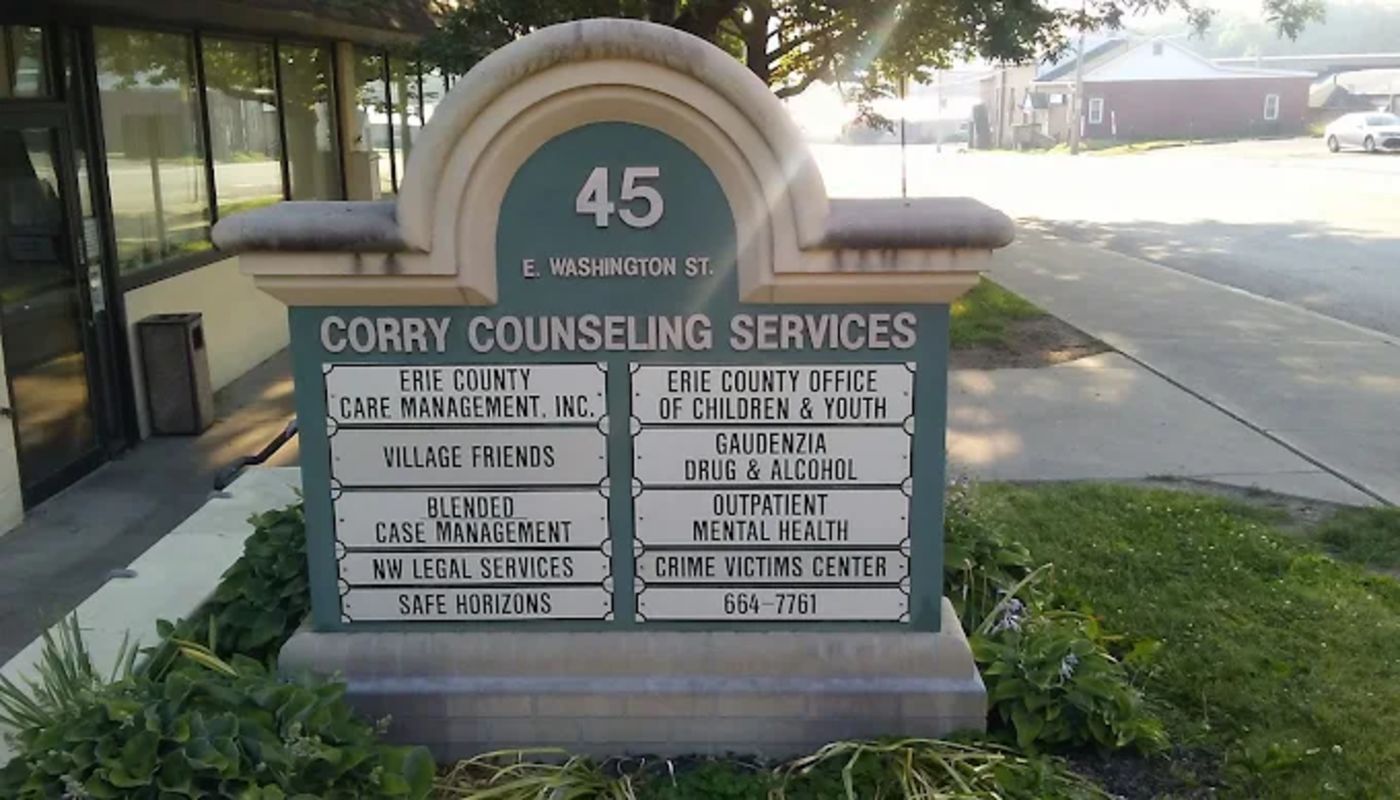 45
E. WASHINGTON ST.
CORRY COUNSELING SERVICES
ERIE COUNTY
CARE MANAGEMENT, INC.
VILLAGE FRIENDS
BLENDED
CASE MANAGEMENT
NW LEGAL SERVICES
SAFE HORIZONS
ERIE COUNTY OFFICE
OF CHILDREN & YOUTH
GAUDENZIA
DRUG & ALCOHOL
OUTPATIENT
MENTAL HEALTH
CRIME VICTIMS CENTER
664-7761